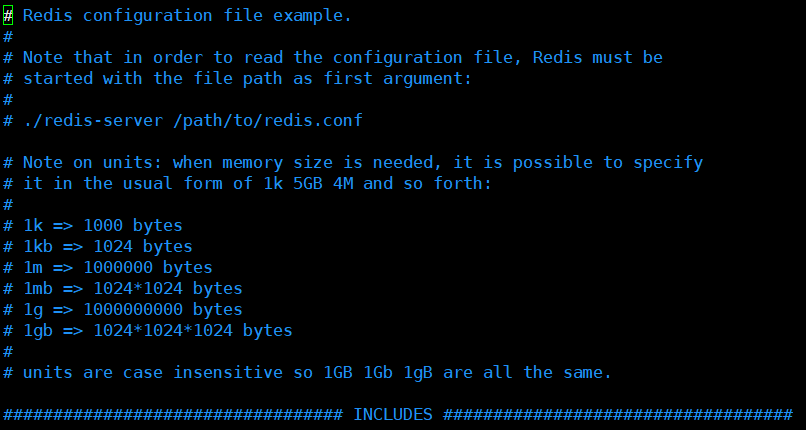 # Redis configuration file example.
#
# Note that in order to read the configuration file, Redis must be
# started with the file path as first argument:
#
# ./redis-server /path/to/redis.conf

# Note on units: when memory size is needed, it is possible to specify
# it in the usual form of 1k 5GB 4M and so forth:
#
# 1k => 1000 bytes
# 1kb => 1024 bytes
# 1m => 1000000 bytes
# 1mb => 1024*1024 bytes
# 1g => 1000000000 bytes
# 1gb => 1024*1024*1024 bytes
#
# units are case insensitive so 1GB 1Gb 1gB are all the same.

################################## INCLUDES ###################################